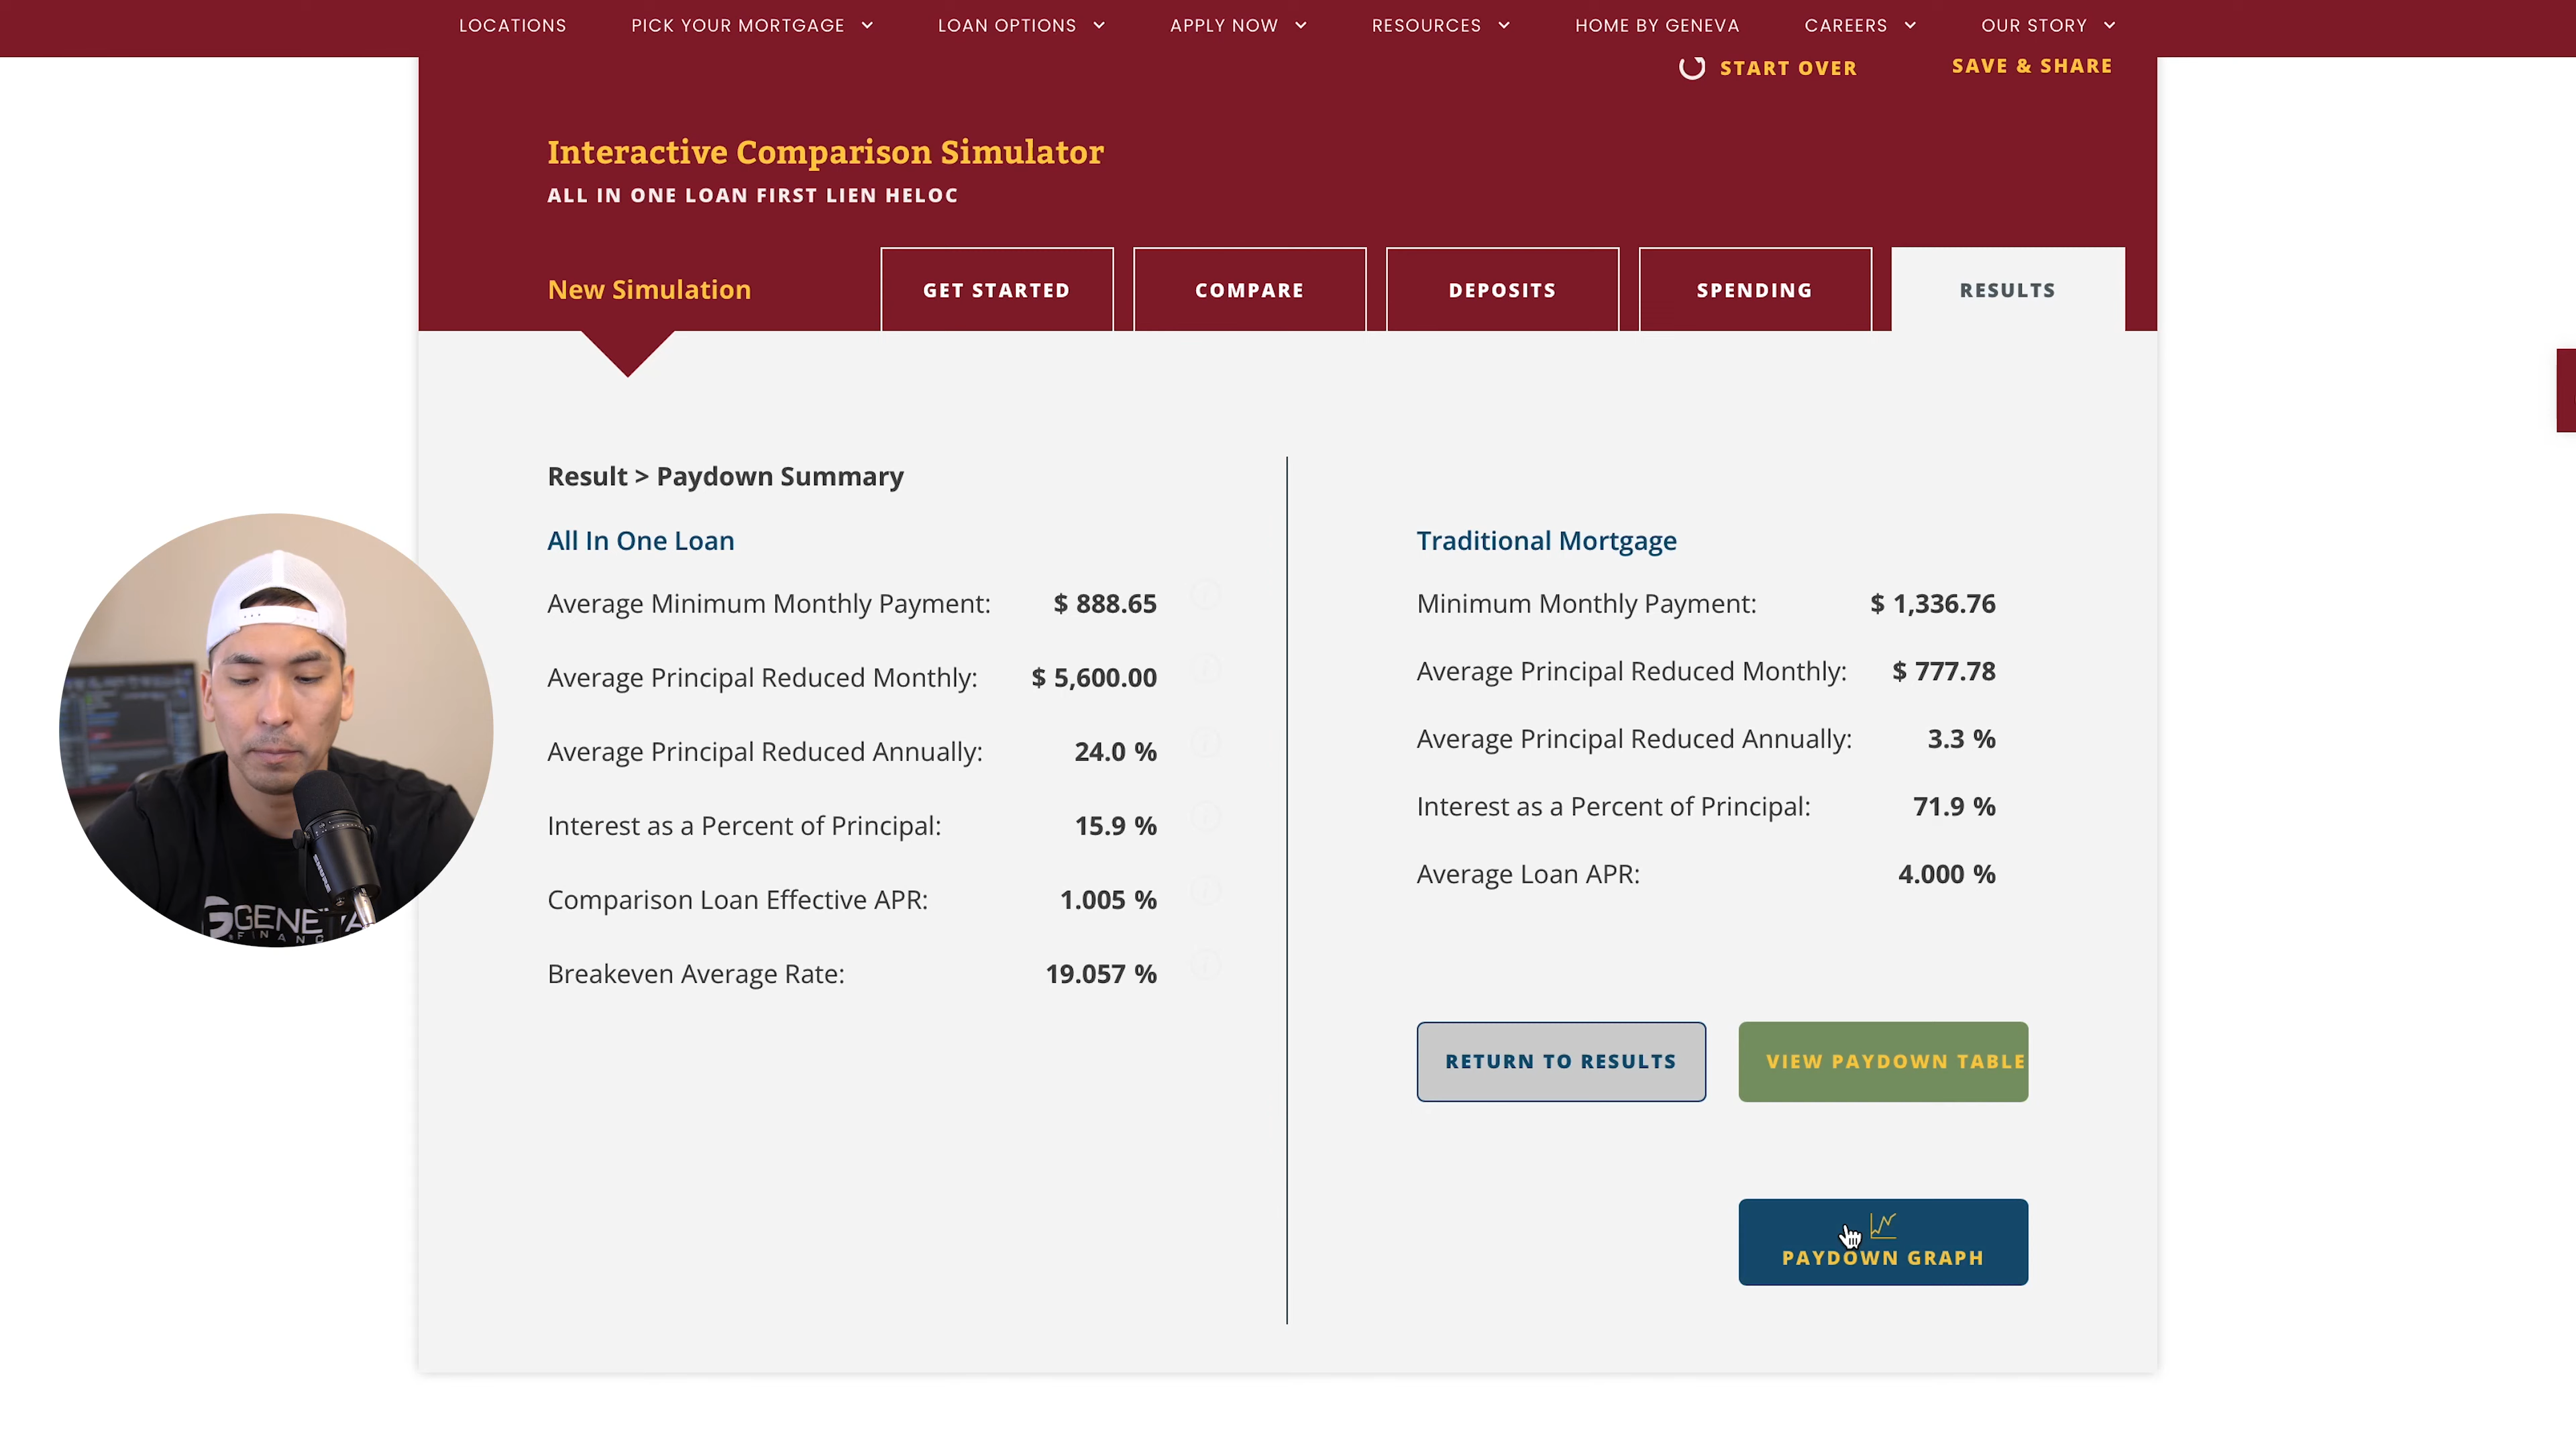 LOCATIONS PICK YOUR MORTGAGE LOAN OPTIONS APPLY NOW RESOURCES HOME BY GENEVA CAREERS OUR STORY
START OVER SAVE & SHARE
Interactive Comparison Simulator
ALL IN ONE LOAN FIRST LIEN HELOC
New Simulation GET STARTED COMPARE DEPOSITS SPENDING RESULTS
Result > Paydown Summary
All In One Loan
Average Minimum Monthly Payment: $ 888.65
Average Principal Reduced Monthly: $ 5,600.00
Average Principal Reduced Annually: 24.0 %
Interest as a Percent of Principal: 15.9 %
Comparison Loan Effective APR: 1.005 %
Breakeven Average Rate: 19.057 %
Traditional Mortgage
Minimum Monthly Payment: $ 1,336.76
Average Principal Reduced Monthly: $ 777.78
Average Principal Reduced Annually: 3.3 %
Interest as a Percent of Principal: 71.9 %
Average Loan APR: 4.000 %
RETURN TO RESULTS VIEW PAYDOWN TABLE
PAYDOWN GRAPH